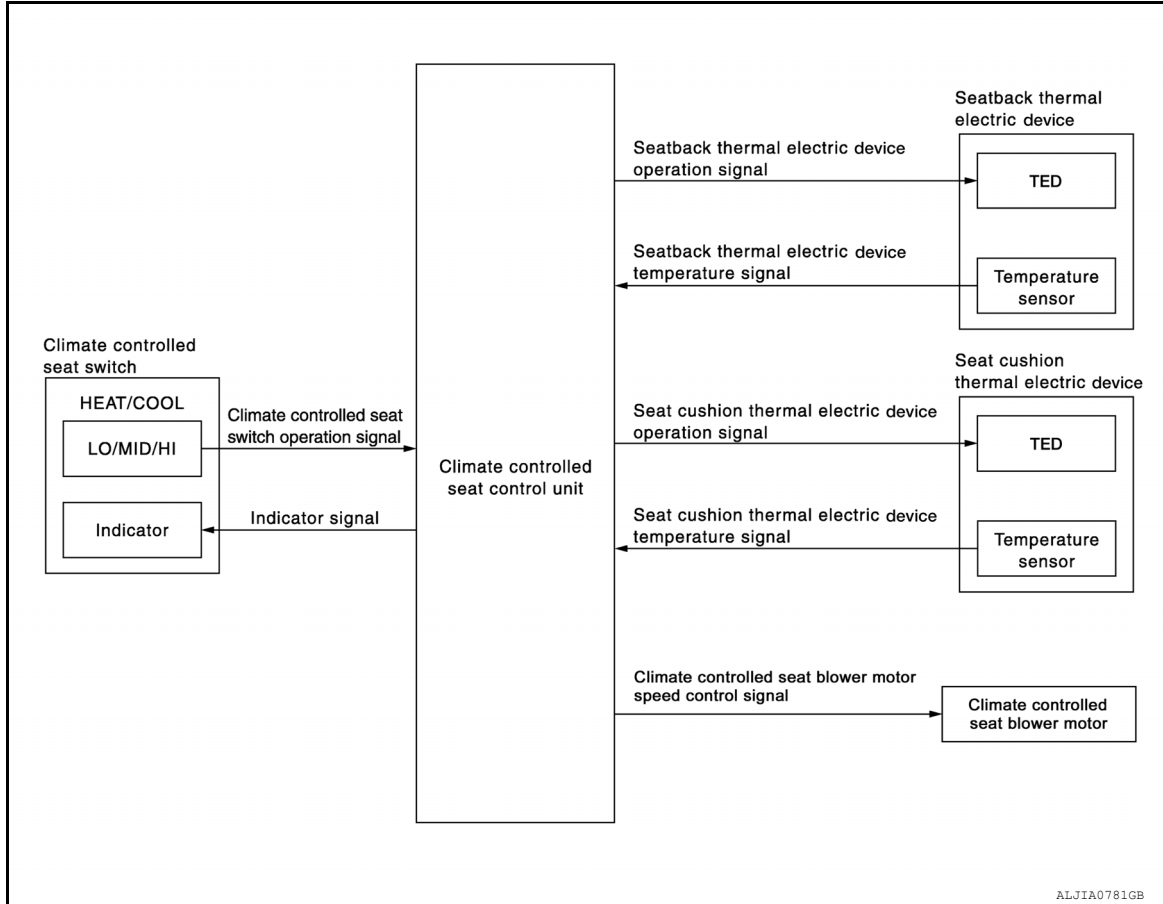 Seatback thermal
electric device
Seatback thermal electric device
operation signal
TED
Seatback thermal electric device
temperature signal
Temperature
sensor
Climate controlled
seat switch
HEAT/COOL
LO/MID/HI
Climate controlled seat
switch operation signal
Indicator
Indicator signal
Climate controlled
seat control unit
Seat cushion
thermal electric device
Seat cushion thermal electric device
operation signal
TED
Seat cushion thermal electric device
temperature signal
Temperature
sensor
Climate controlled seat blower motor
speed control signal
Climate controlled
seat blower motor
ALJIA0781GB